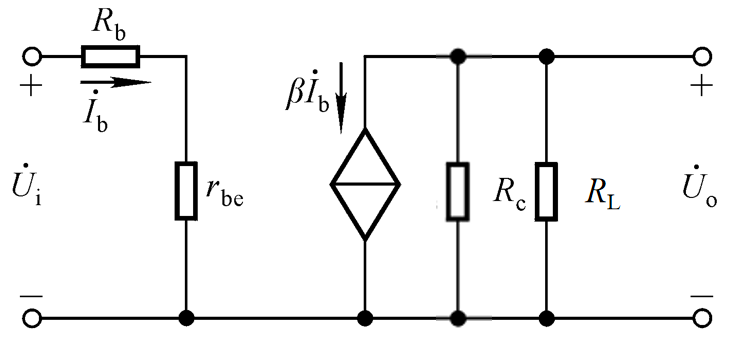 R_b
+
İ_b
U̇_i
−
r_be
βİ_b
R_c
R_L
+
U̇_o
−